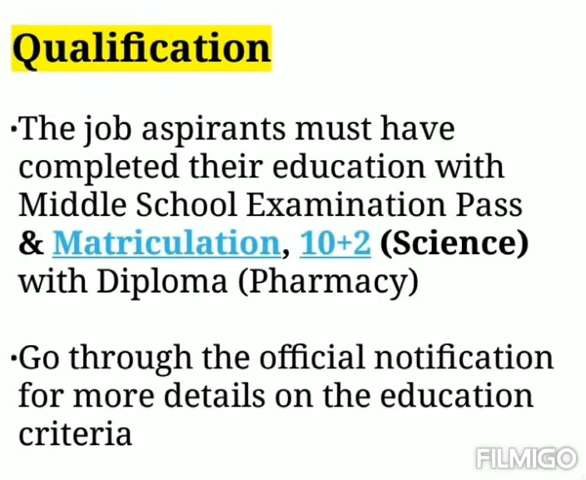 Qualification
•The job aspirants must have
completed their education with
Middle School Examination Pass
& Matriculation, 10+2 (Science)
with Diploma (Pharmacy)
•Go through the official notification
for more details on the education
criteria
FILMIGO